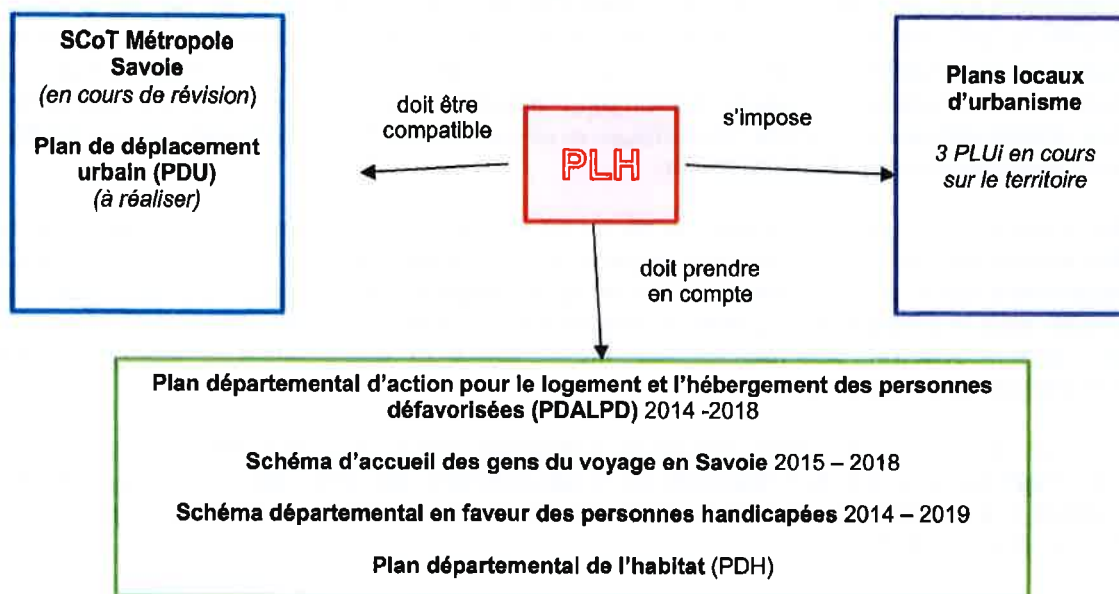 SCoT Métropole
Savoie
(en cours de révision)
Plan de déplacement
urbain (PDU)
(à réaliser)
doit être
compatible
PLH
s'impose
Plans locaux
d'urbanisme
3 PLUi en cours
sur le territoire
doit prendre
en compte
Plan départemental d'action pour le logement et l'hébergement des personnes
défavorisées (PDALPD) 2014 -2018
Schéma d'accueil des gens du voyage en Savoie 2015 – 2018
Schéma départemental en faveur des personnes handicapées 2014 – 2019
Plan départemental de l'habitat (PDH)